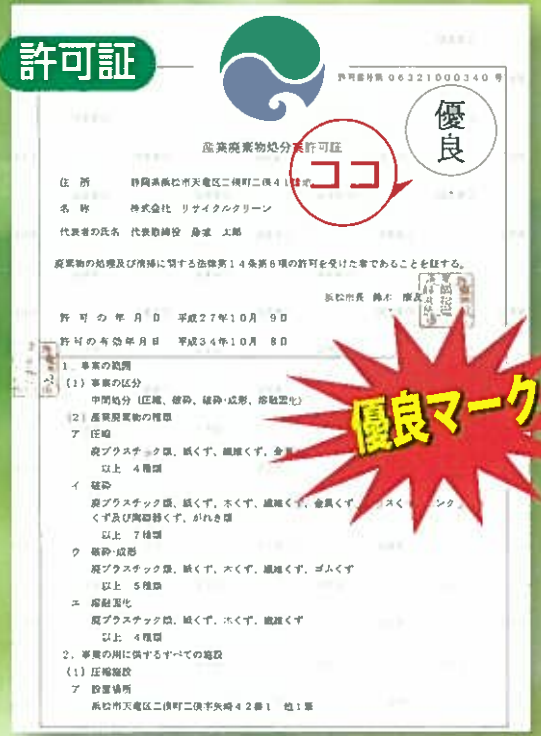 許可証
許可番号第 06321000340 号
優良
産業廃棄物処分業許可証
ココ
住 所 静岡県浜松市天竜区二俣町二俣41番地
名 称 株式会社 リサイクルクリーン
代表者の氏名 代表取締役
廃棄物の処理及び清掃に関する法律第14条第6項の許可を受けた者であることを証する。
浜松市長 鈴木 康友
許可の年月日 平成27年10月 9日
許可の有効年月日 平成34年10月 8日
優良マーク
1. 事業の範囲
(1) 事業の区分
中間処分（圧縮、破砕、破砕・成形、溶融固化）
(2) 産業廃棄物の種類
ア 圧縮
廃プラスチック類、紙くず、繊維くず、金属
以上 4種類
イ 破砕
廃プラスチック類、紙くず、木くず、繊維くず、金属くず、
くず及び陶磁器くず、がれき類
以上 7種類
ウ 破砕・成形
廃プラスチック類、紙くず、木くず、繊維くず、ゴムくず
以上 5種類
エ 溶融固化
廃プラスチック類、紙くず、木くず、繊維くず
以上 4種類
2. 事業の用に供するすべての施設
(1) 圧縮施設
ア 設置場所
浜松市天竜区二俣町二俣字矢崎42番1 他1筆